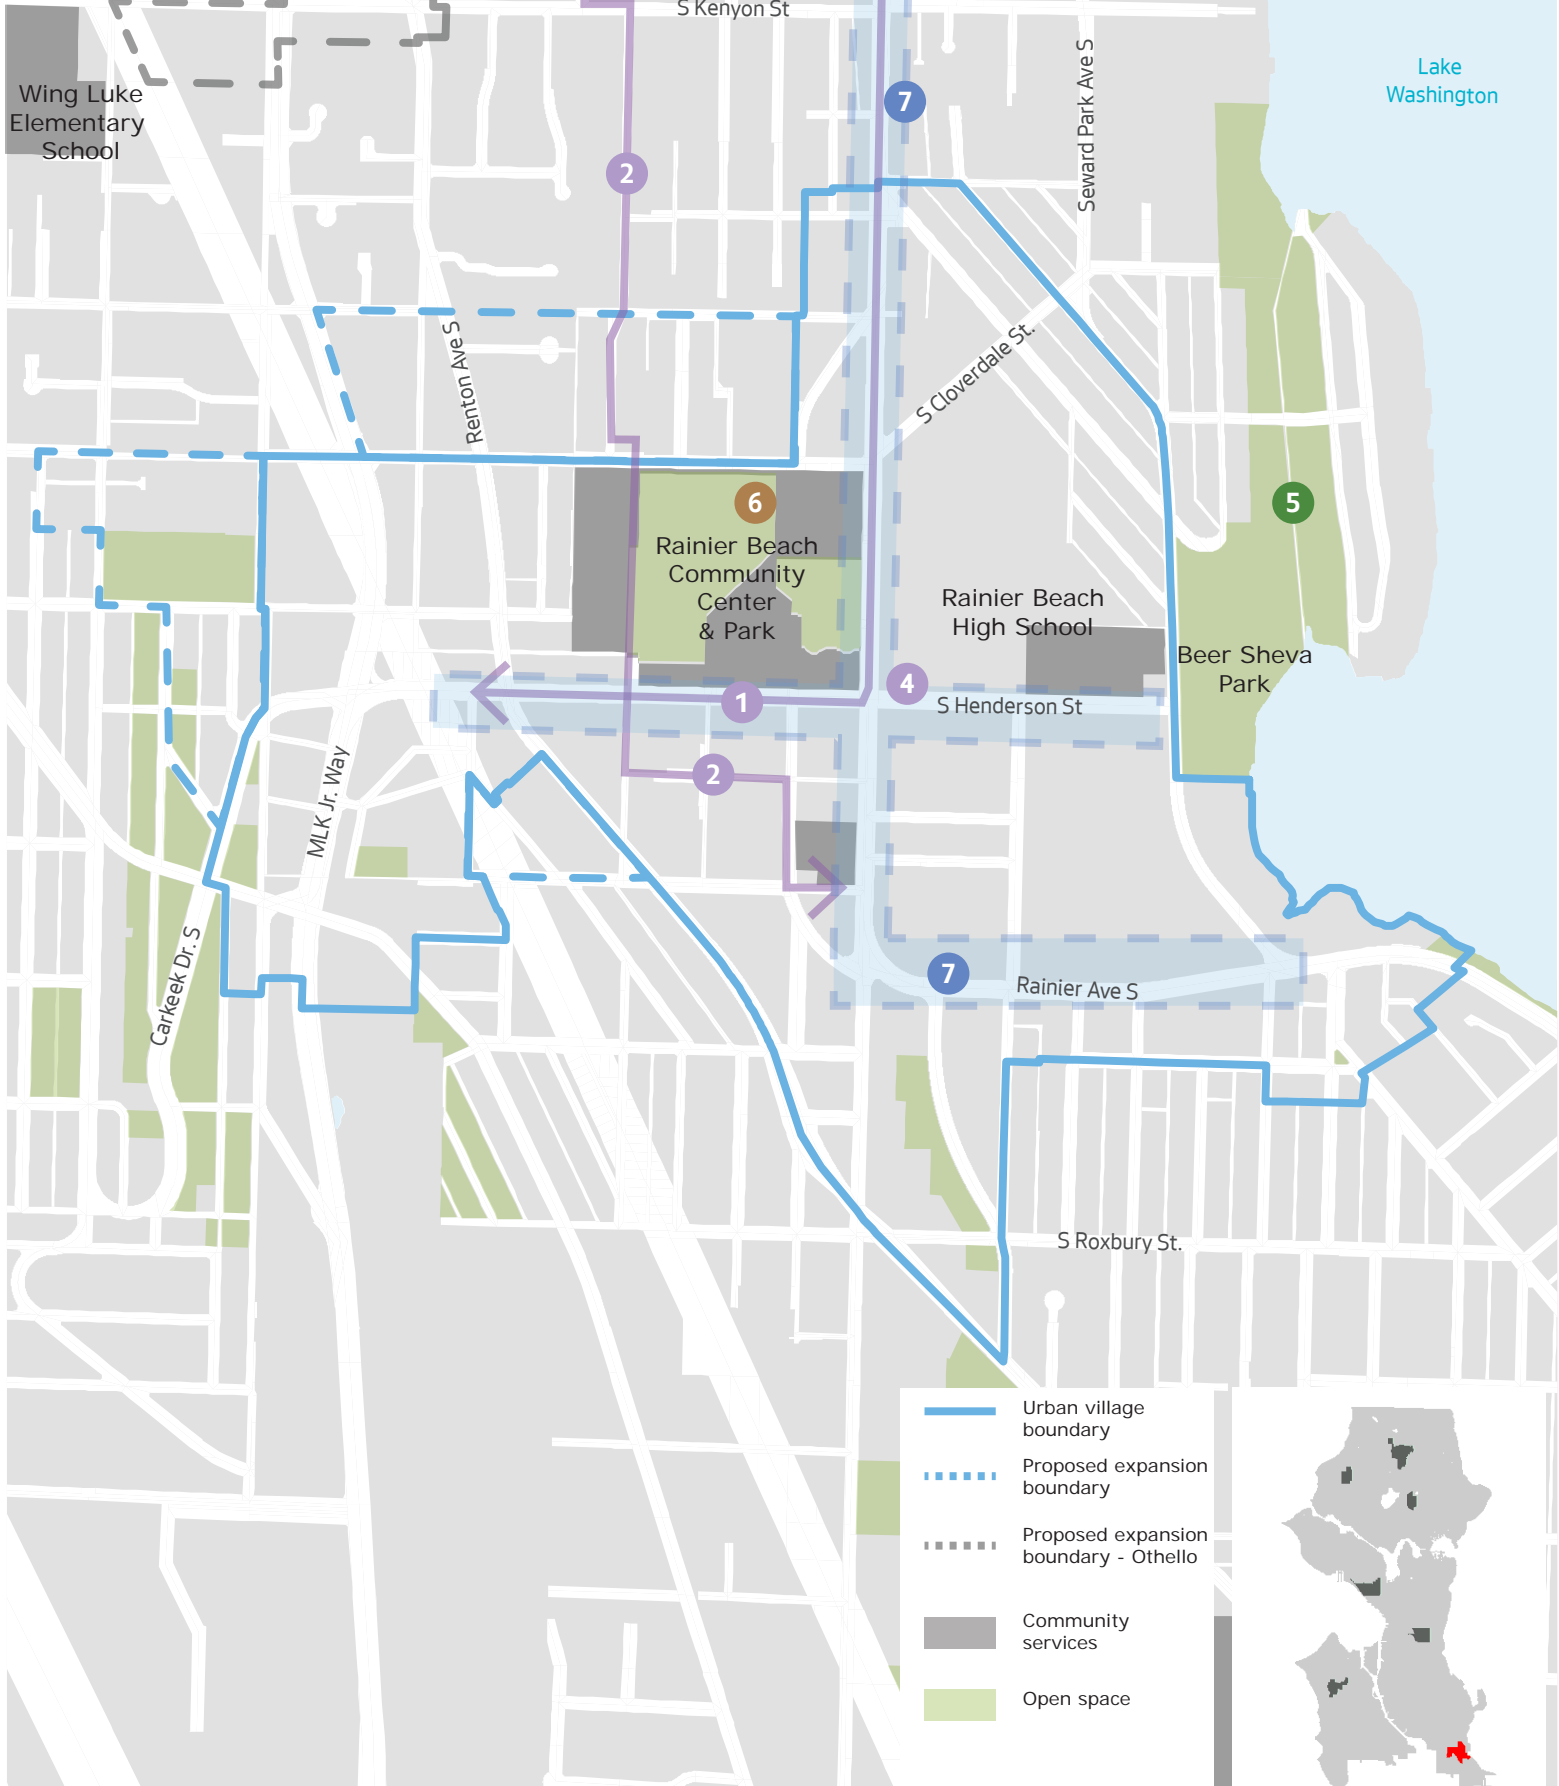 S Kenyon St
Lake
Washington
Wing Luke
Elementary
School
7
Seward Park Ave S
2
Renton Ave S
S Cloverdale St.
6
5
Rainier Beach
Community
Center
& Park
Rainier Beach
High School
Beer Sheva
Park
4
1
S Henderson St
2
MLK Jr. Way
7
Rainier Ave S
Carkeek Dr. S
S Roxbury St.
Urban village
boundary
Proposed expansion
boundary
Proposed expansion
boundary - Othello
Community
services
Open space